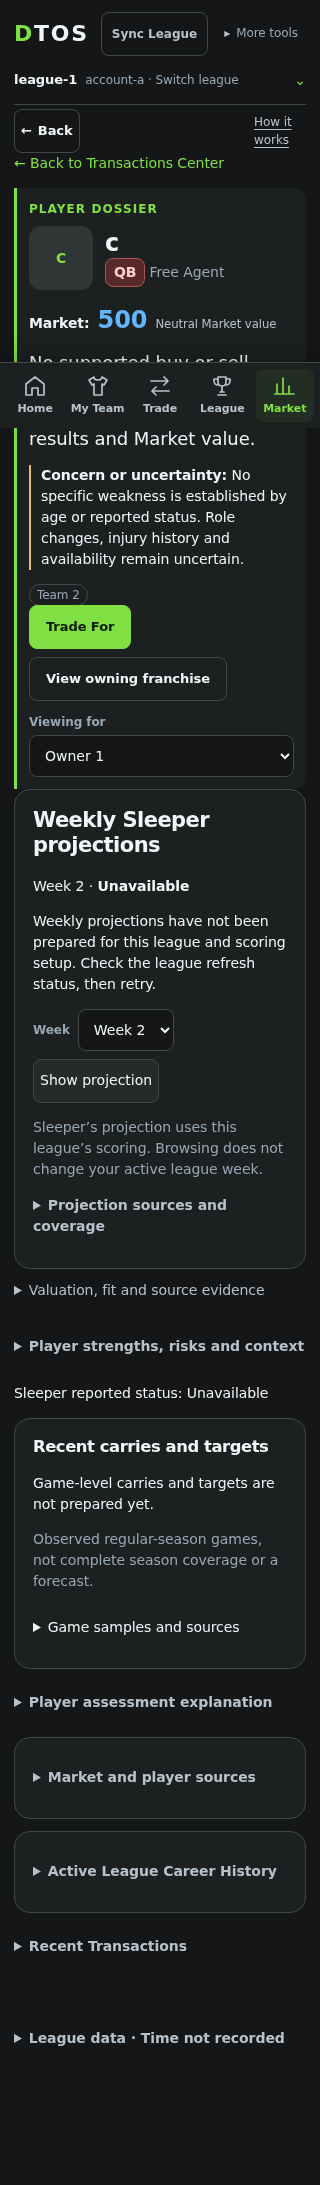 DTOS
Sync League
▸ More tools
league-1 account-a · Switch league
← Back
How it
works
← Back to Transactions Center
PLAYER DOSSIER
C
c
QB Free Agent
Market: 500 Neutral Market value
No supported buy or sell
Home
My Team
Trade
League
Market
results and Market value.
Concern or uncertainty: No
specific weakness is established by
age or reported status. Role
changes, injury history and
availability remain uncertain.
Team 2
Trade For
View owning franchise
Viewing for
Owner 1
Weekly Sleeper
projections
Week 2 · Unavailable
Weekly projections have not been
prepared for this league and scoring
setup. Check the league refresh
status, then retry.
Week
Week 2
Show projection
Sleeper’s projection uses this
league’s scoring. Browsing does not
change your active league week.
▸ Projection sources and
coverage
▸ Valuation, fit and source evidence
▸ Player strengths, risks and context
Sleeper reported status: Unavailable
Recent carries and targets
Game-level carries and targets are
not prepared yet.
Observed regular-season games,
not complete season coverage or a
forecast.
▸ Game samples and sources
▸ Player assessment explanation
▸ Market and player sources
▸ Active League Career History
▸ Recent Transactions
▸ League data · Time not recorded